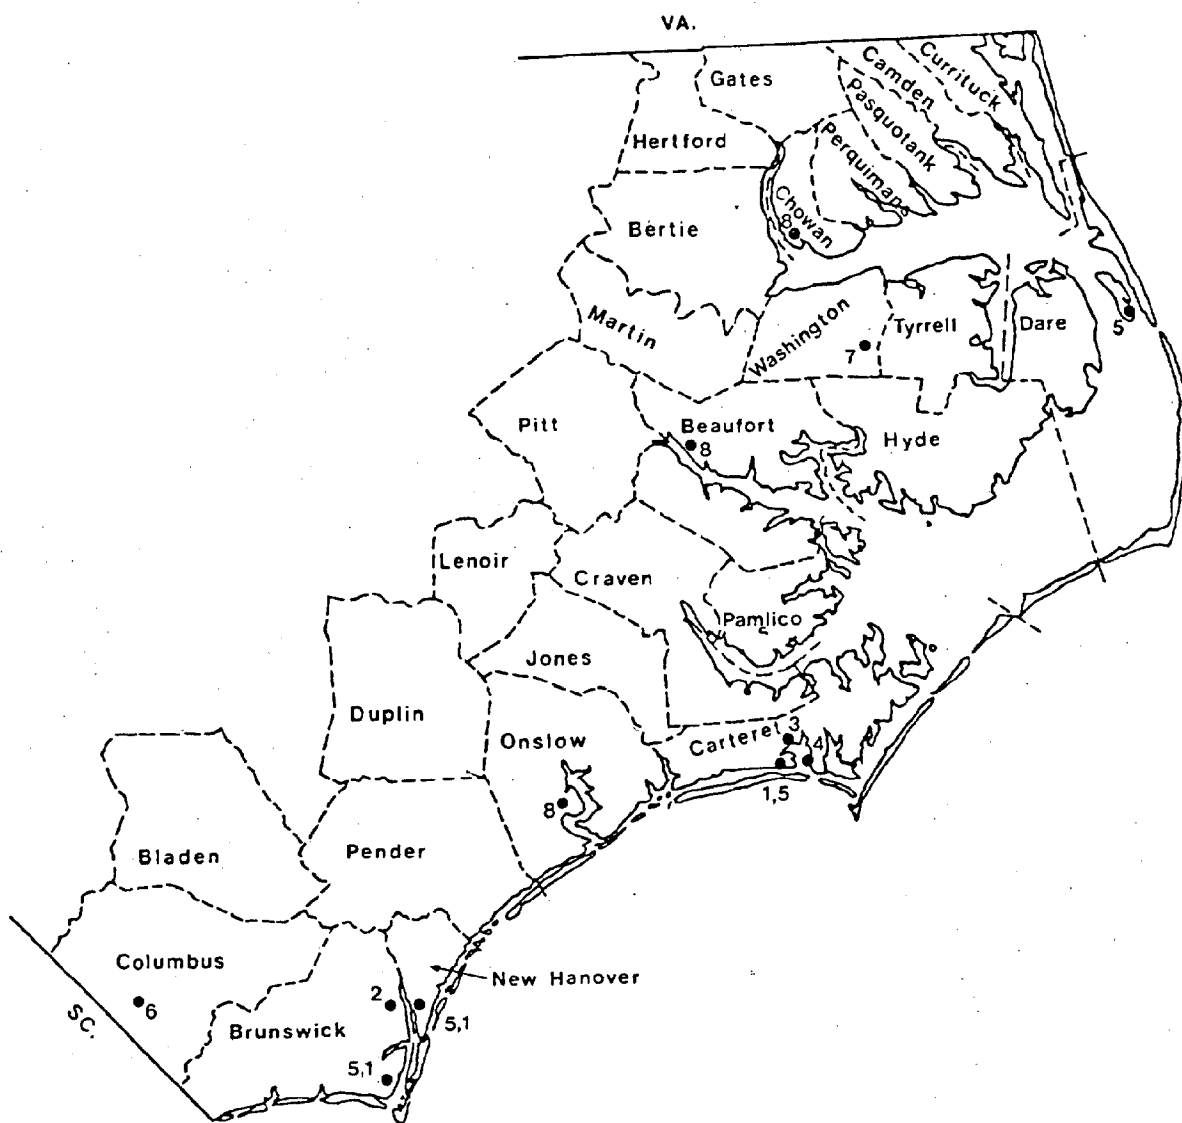 VA.
Gates
Camden
Currituck
Pasquotank
Hertford
Perquimans
Chowan
8
Bertie
Martin
Washington
7
Tyrrell
Dare
5
Pitt
Beaufort
8
Hyde
Lenoir
Craven
Pamlico
Jones
Duplin
Onslow
8
Carteret
3
4
1,5
Bladen
Pender
Columbus
6
New Hanover
2
5,1
Brunswick
5,1
SC.